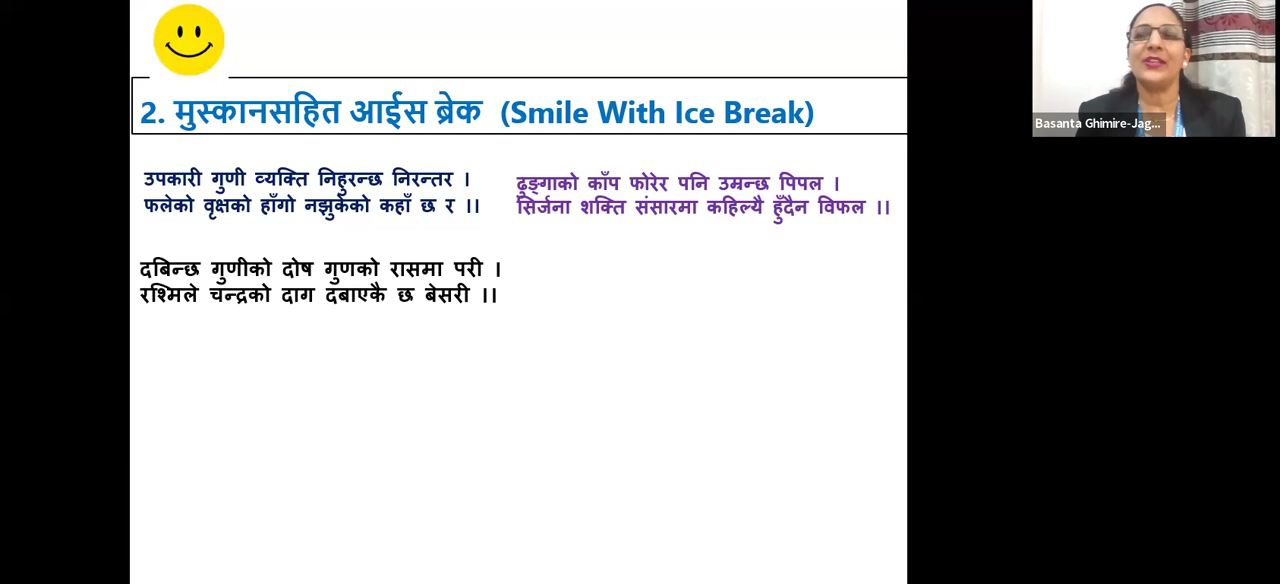 2. मुस्कानसहित आईस ब्रेक (Smile With Ice Break)
उपकारी गुणी व्यक्ति निहुरन्छ निरन्तर ।
फलेको वृक्षको हाँगो नझुकेको कहाँ छ र ।।
ढुङ्गाको काँप फोरेर पनि उम्रन्छ पिपल ।
सिर्जना शक्ति संसारमा कहिल्यै हुँदैन विफल ।।
दबिन्छ गुणीको दोष गुणको रासमा परी ।
रश्मिले चन्द्रको दाग दबाएकै छ बेसरी ।।
Basanta Ghimire-Jag...